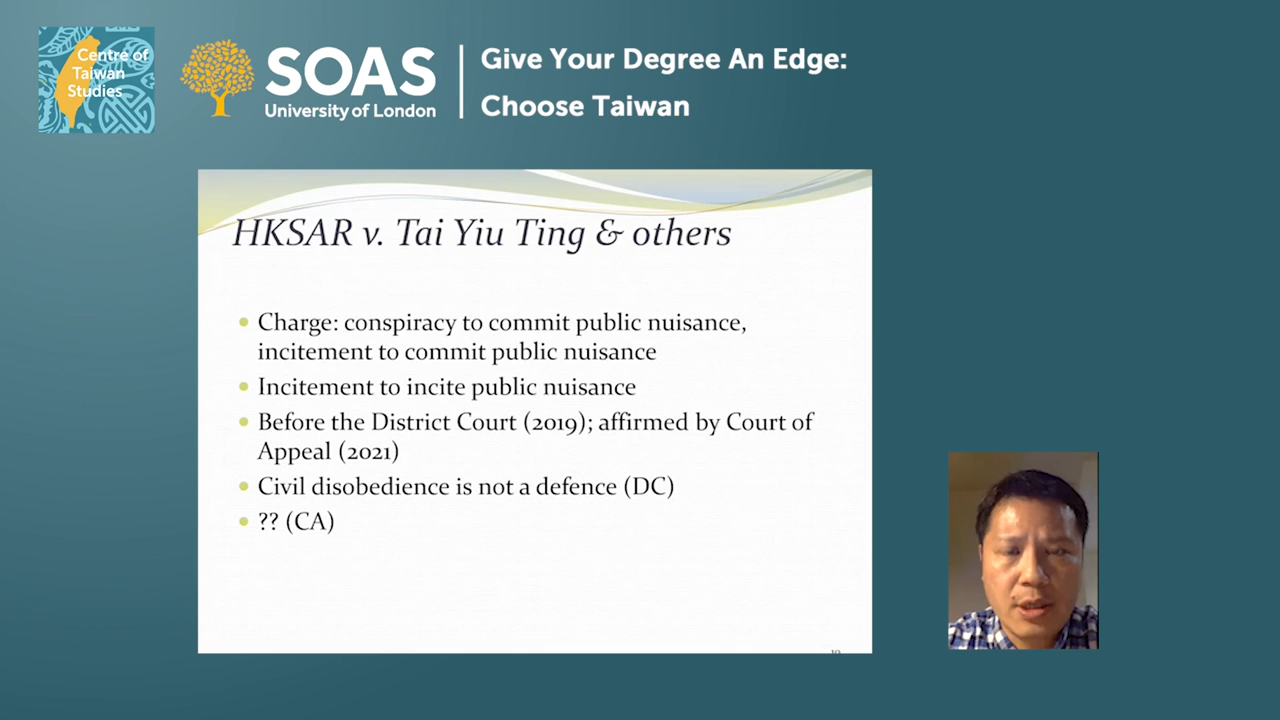 Centre of
Taiwan
Studies
SOAS
University of London
Give Your Degree An Edge:
Choose Taiwan
HKSAR v. Tai Yiu Ting & others
Charge: conspiracy to commit public nuisance,
incitement to commit public nuisance
Incitement to incite public nuisance
Before the District Court (2019); affirmed by Court of
Appeal (2021)
Civil disobedience is not a defence (DC)
?? (CA)